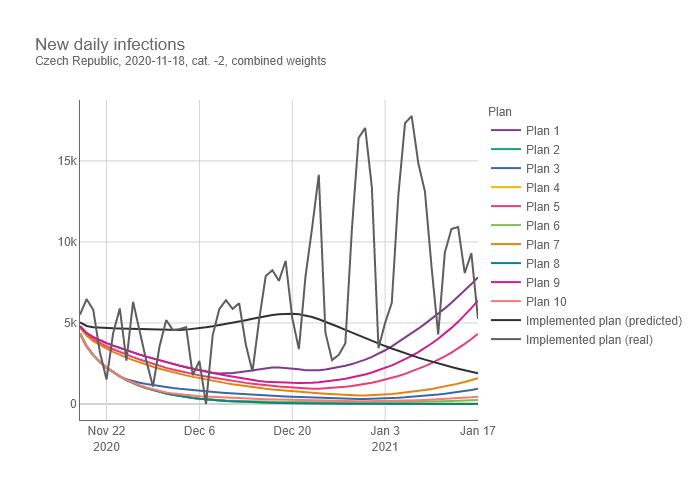 New daily infections
Czech Republic, 2020-11-18, cat. -2, combined weights
Plan
Plan 1
Plan 2
Plan 3
Plan 4
Plan 5
Plan 6
Plan 7
Plan 8
Plan 9
Plan 10
Implemented plan (predicted)
Implemented plan (real)
15k
10k
5k
0
Nov 22 Dec 6 Dec 20 Jan 3 Jan 17
2020 2021